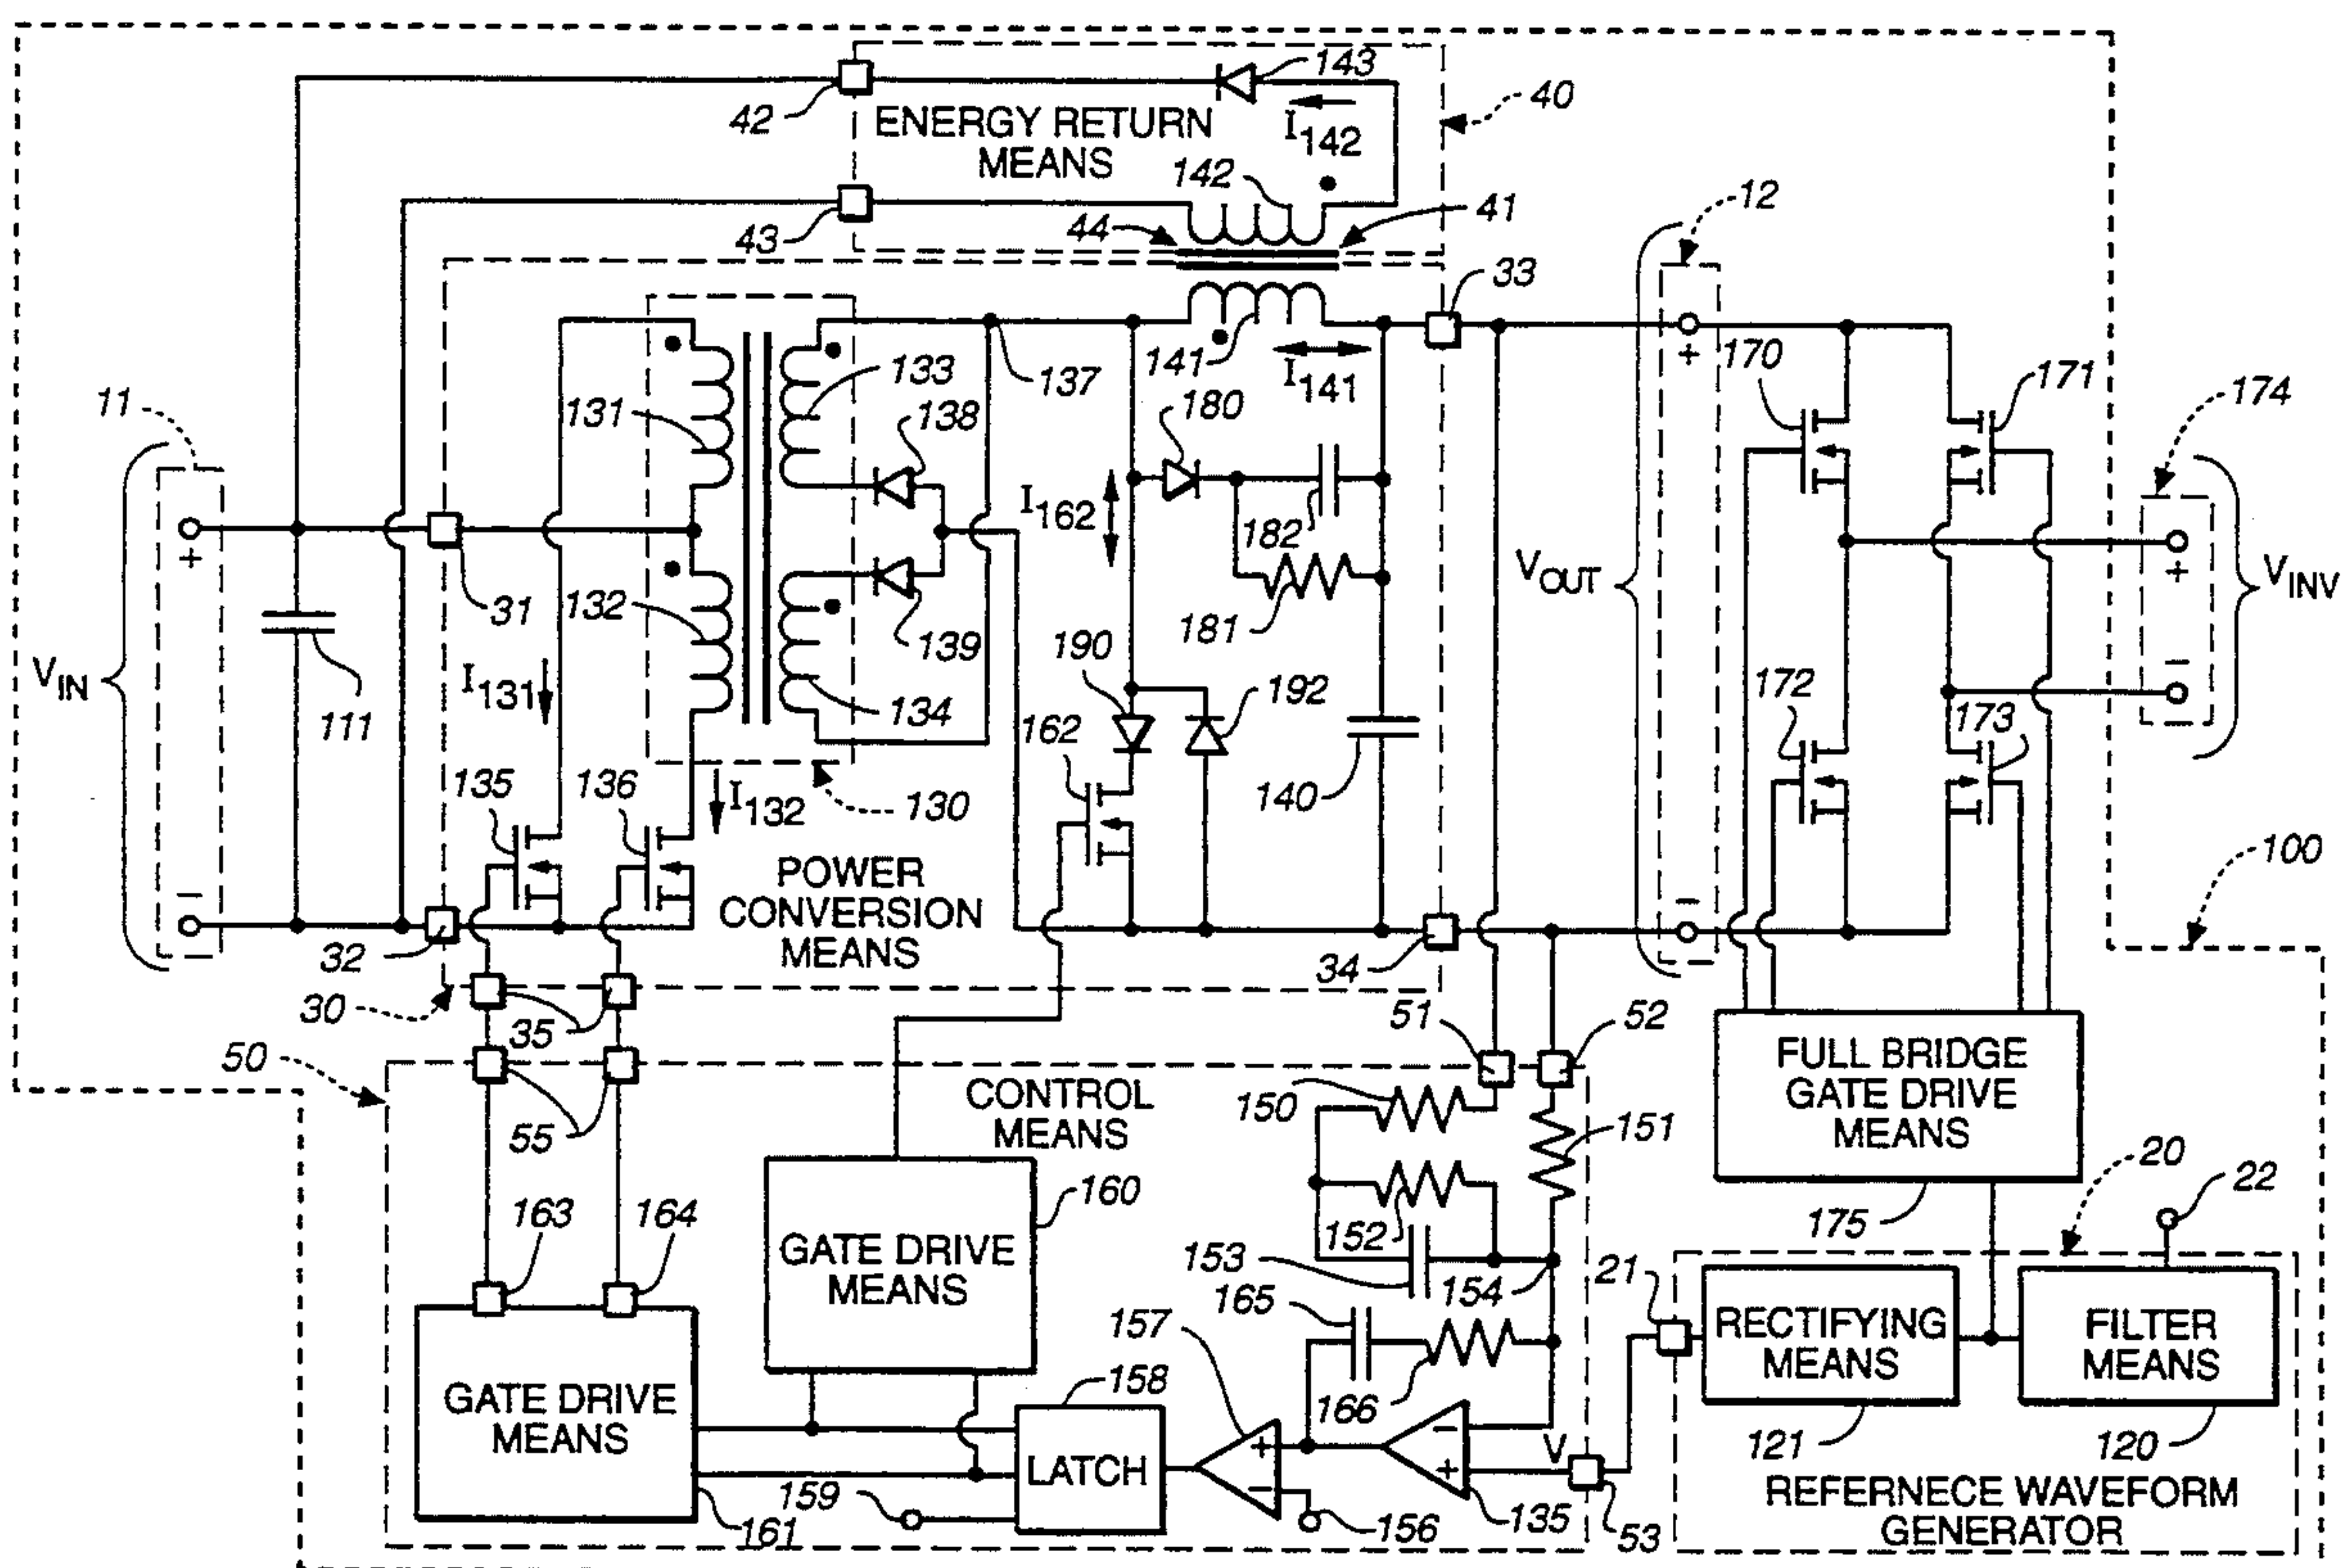 143
42
ENERGY RETURN
MEANS
I142
40
142
43
44
41
12
33
11
131
133
137
141
I141
170
171
174
138
180
I162
182
VOUT
VINV
+
+
+
31
132
139
181
VIN
111
I131
134
190
192
172
173
−
162
135
136
I132
130
140
100
−
−
POWER
CONVERSION
MEANS
32
34
30
35
51
52
50
CONTROL
MEANS
55
150
151
FULL BRIDGE
GATE DRIVE
MEANS
160
163
164
GATE DRIVE
MEANS
152
153
154
175
20
22
21
165
157
158
166
RECTIFYING
MEANS
FILTER
MEANS
GATE DRIVE
MEANS
LATCH
+
−
−
+
V
159
161
156
135
53
121
120
REFERNECE WAVEFORM
GENERATOR